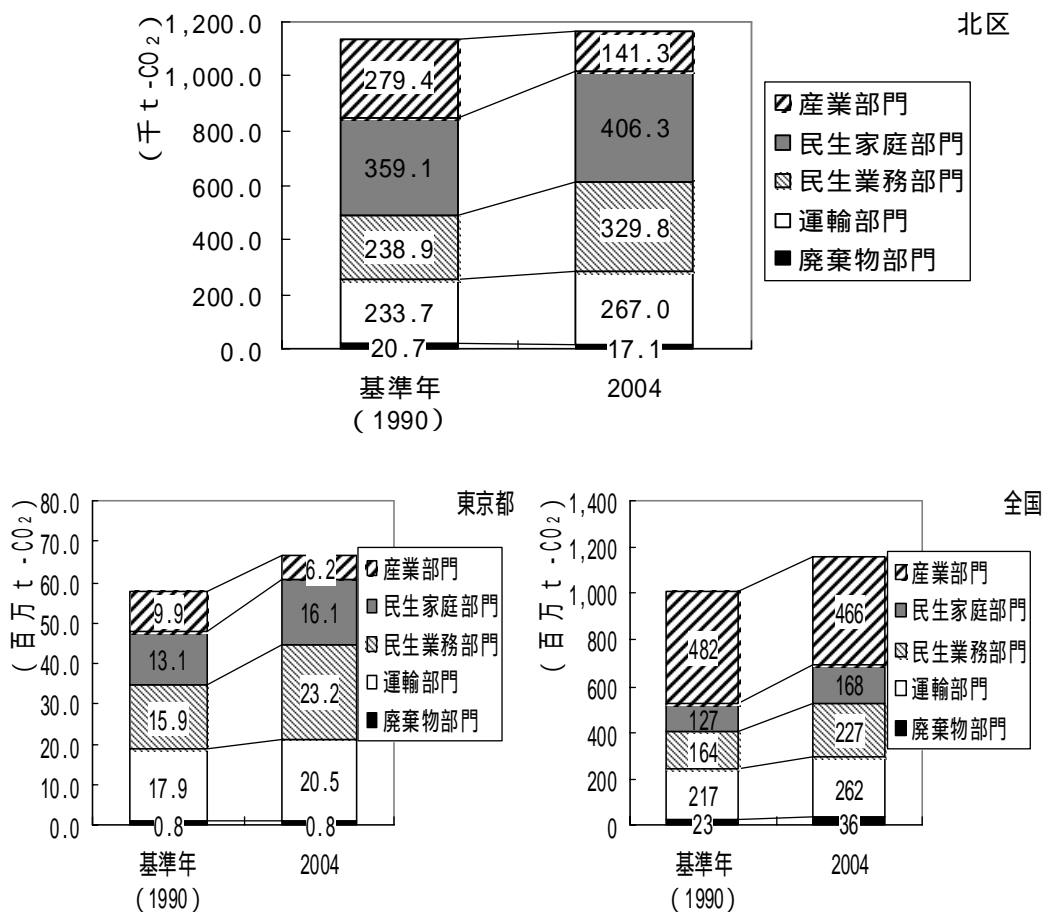 北区
(千t-CO₂)
1,200.0
1,000.0
800.0
600.0
400.0
200.0
0.0
279.4
359.1
238.9
233.7
20.7
141.3
406.3
329.8
267.0
17.1
基準年
(1990)
2004
産業部門
民生家庭部門
民生業務部門
運輸部門
廃棄物部門
東京都
(百万t-CO₂)
80.0
70.0
60.0
50.0
40.0
30.0
20.0
10.0
0.0
9.9
13.1
15.9
17.9
0.8
6.2
16.1
23.2
20.5
0.8
基準年
(1990)
2004
産業部門
民生家庭部門
民生業務部門
運輸部門
廃棄物部門
全国
(百万t-CO₂)
1,400
1,200
1,000
800
600
400
200
0
482
127
164
217
23
466
168
227
262
36
基準年
(1990)
2004
産業部門
民生家庭部門
民生業務部門
運輸部門
廃棄物部門